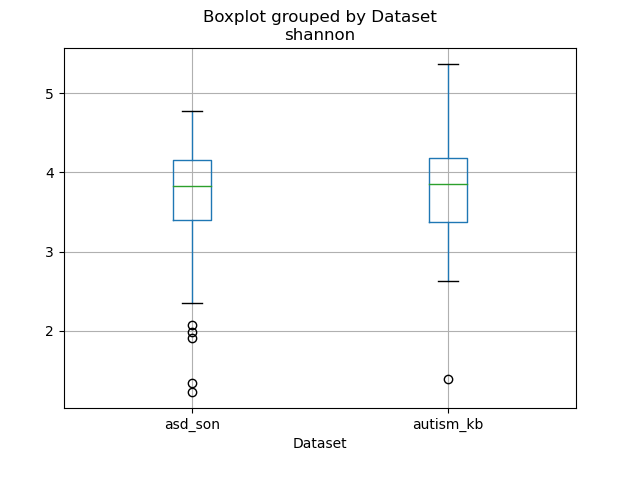 Boxplot grouped by Dataset
shannon
5
4
3
2
asd_son
autism_kb
Dataset